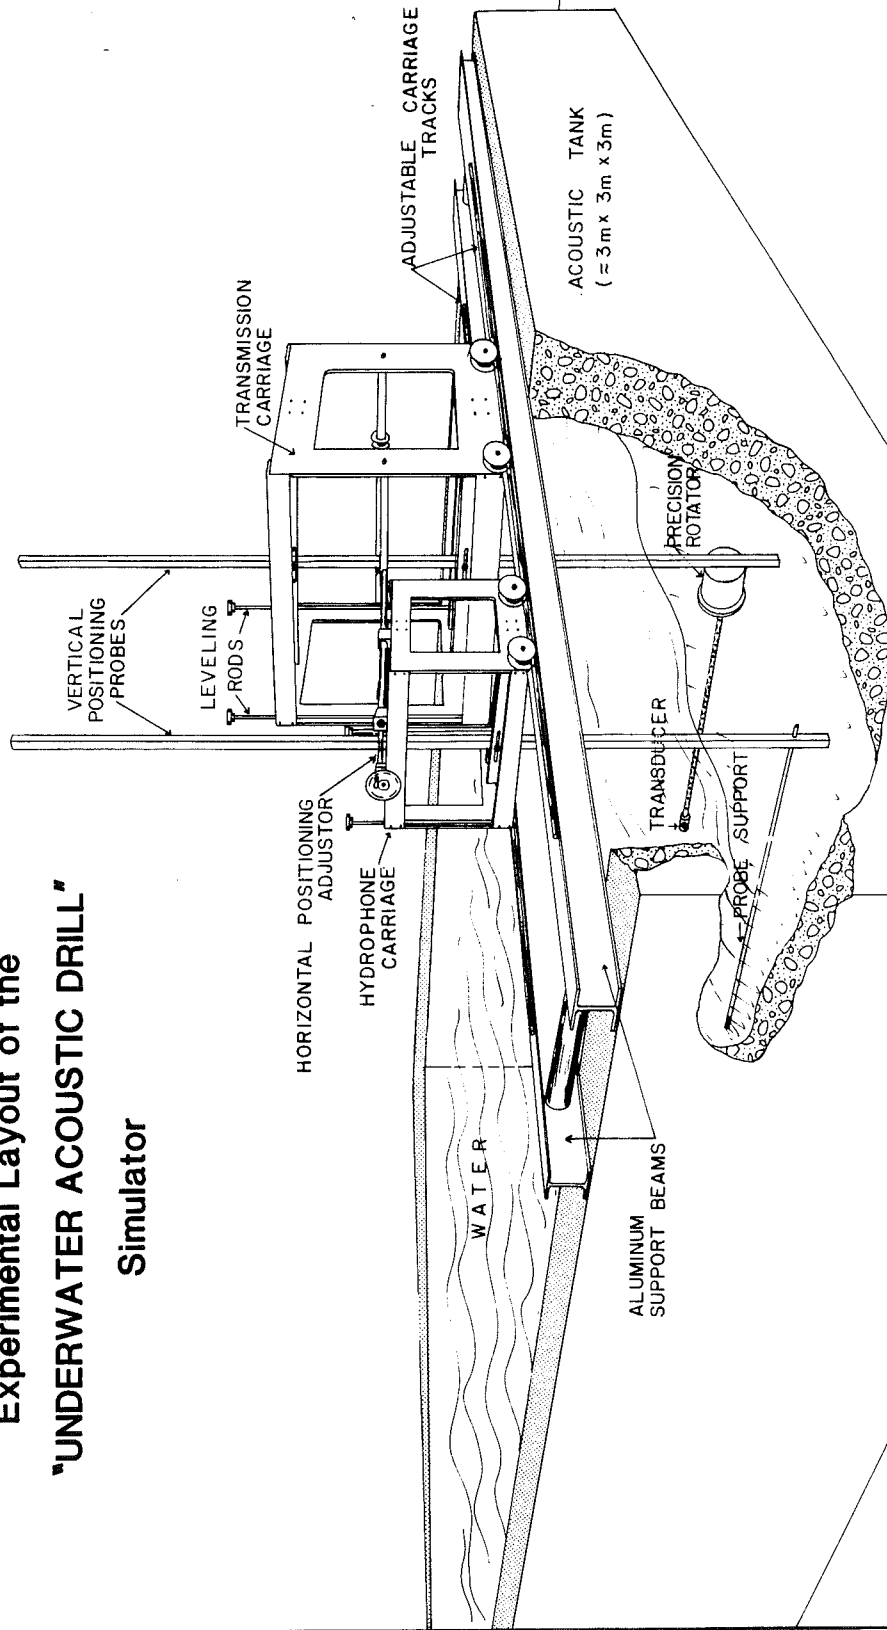 Experimental Layout of the
"UNDERWATER ACOUSTIC DRILL"
Simulator
VERTICAL
POSITIONING
PROBES
LEVELING
RODS
TRANSMISSION
CARRIAGE
ADJUSTABLE CARRIAGE
TRACKS
HORIZONTAL POSITIONING
ADJUSTOR
HYDROPHONE
CARRIAGE
ACOUSTIC TANK
(≈3m x 3m x 3m)
WATER
PRECISION
ROTATOR
TRANSDUCER
PROBE SUPPORT
ALUMINUM
SUPPORT BEAMS